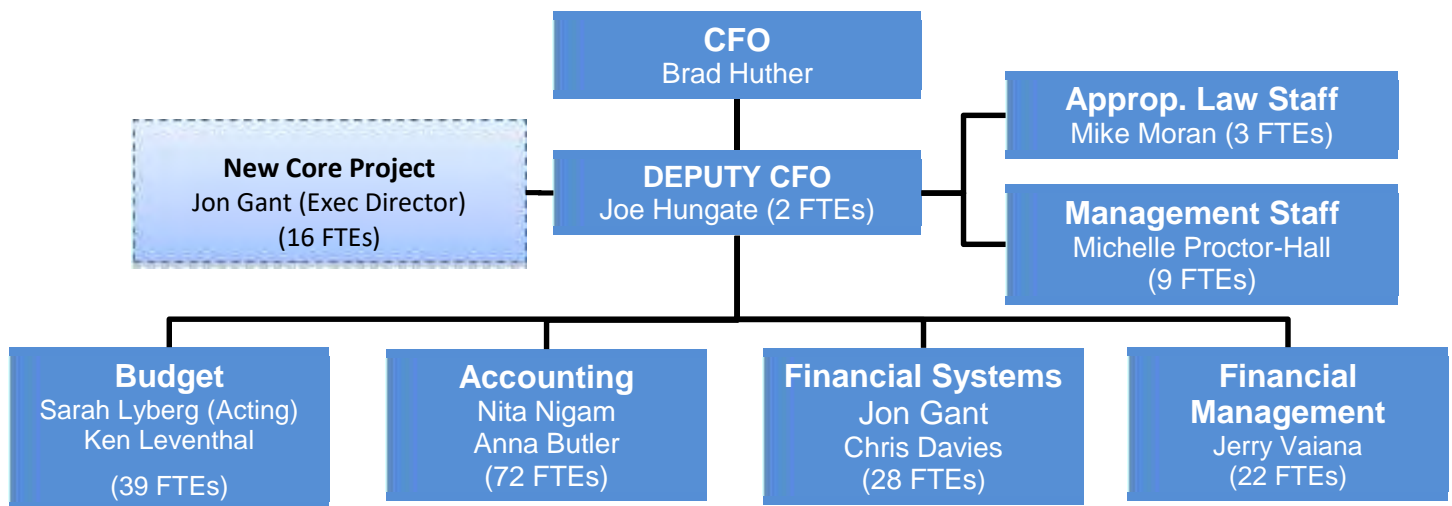 CFO
Brad Huther
Approp. Law Staff
Mike Moran (3 FTEs)
New Core Project
Jon Gant (Exec Director)
(16 FTEs)
DEPUTY CFO
Joe Hungate (2 FTEs)
Management Staff
Michelle Proctor-Hall
(9 FTEs)
Budget
Sarah Lyberg (Acting)
Ken Leventhal
(39 FTEs)
Accounting
Nita Nigam
Anna Butler
(72 FTEs)
Financial Systems
Jon Gant
Chris Davies
(28 FTEs)
Financial
Management
Jerry Vaiana
(22 FTEs)